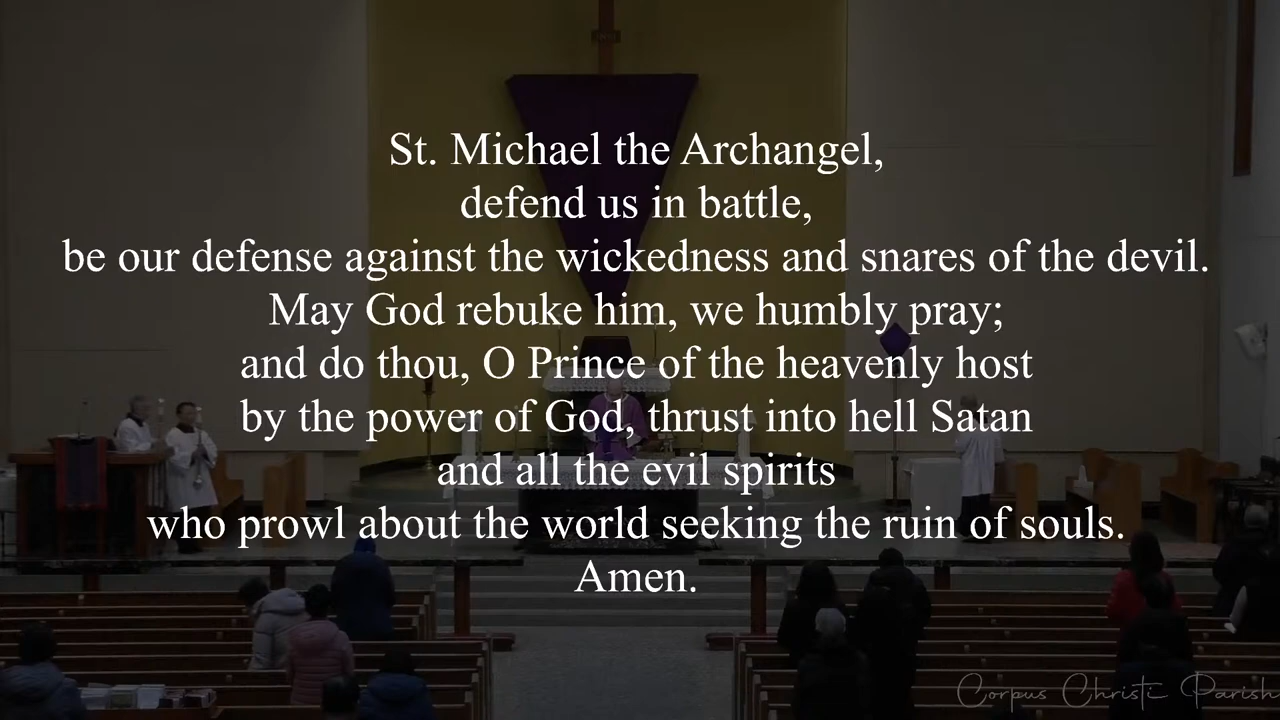 St. Michael the Archangel,
defend us in battle,
be our defense against the wickedness and snares of the devil.
May God rebuke him, we humbly pray;
and do thou, O Prince of the heavenly host
by the power of God, thrust into hell Satan
and all the evil spirits
who prowl about the world seeking the ruin of souls.
Amen.
Corpus Christi Parish